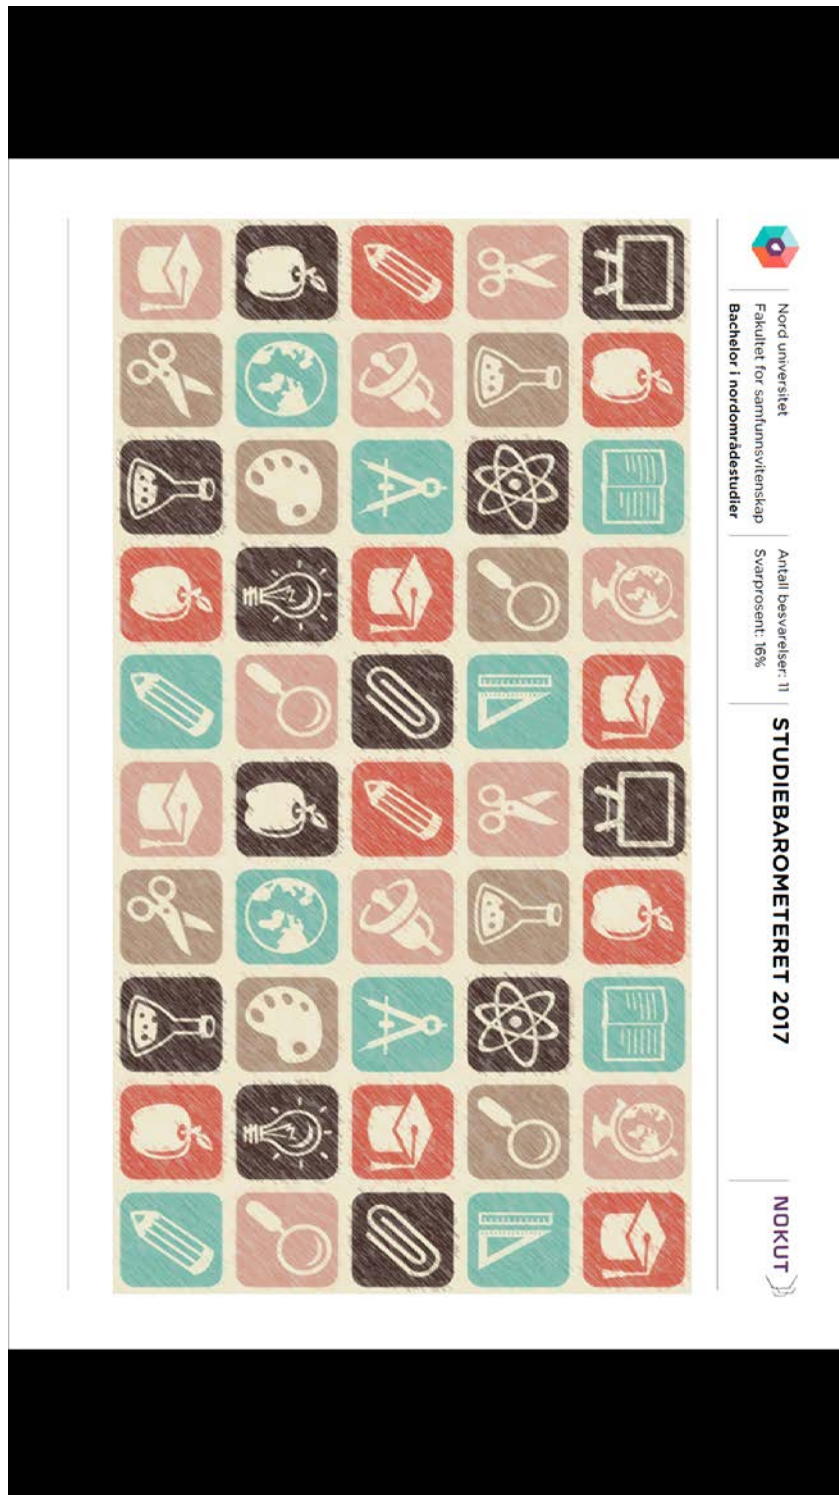 Nord universitet
Fakultet for samfunnsvitenskap
Bachelor i nordområdestudier
Antall besvarelser: 11
Svarprosent: 16%
STUDIEBAROMETERET 2017
NOKUT